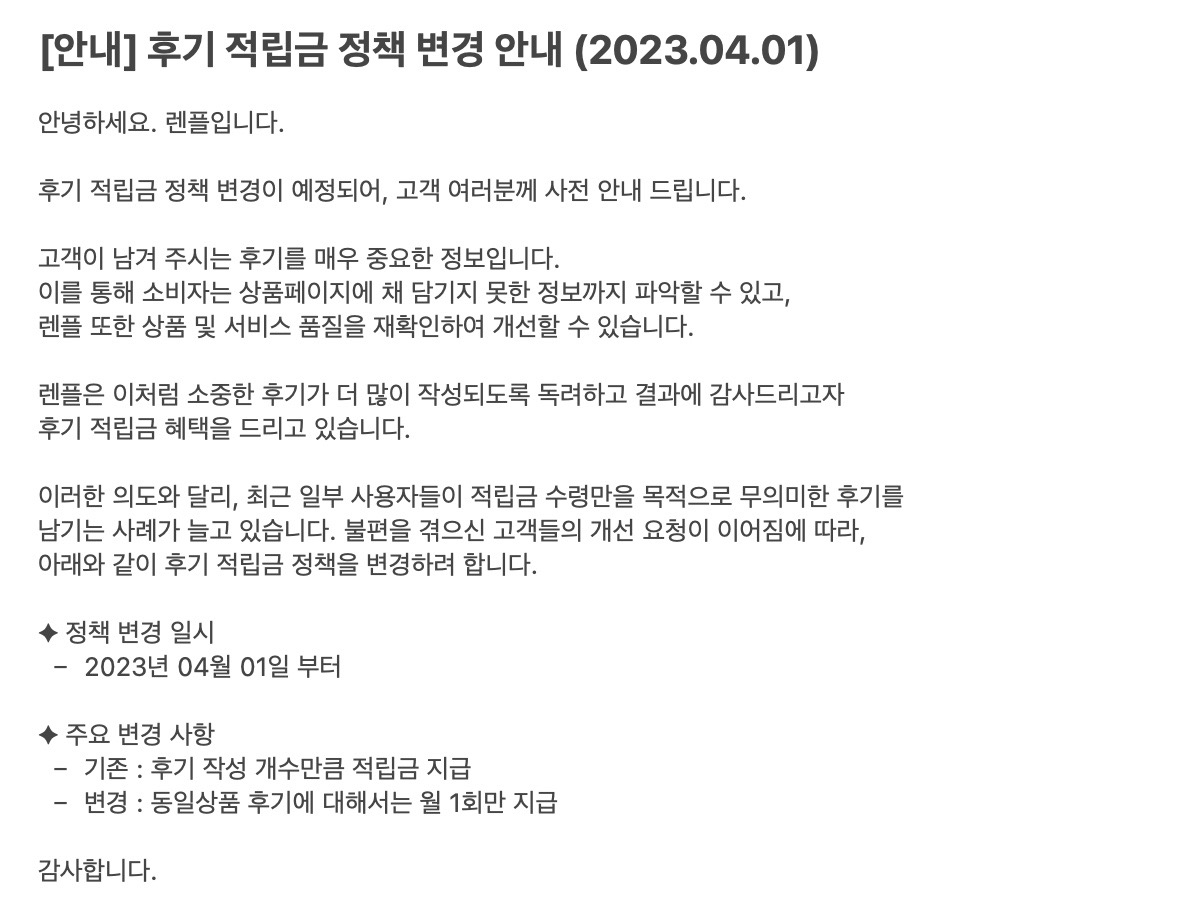 [안내] 후기 적립금 정책 변경 안내 (2023.04.01)
안녕하세요. 렌플입니다.
후기 적립금 정책 변경이 예정되어, 고객 여러분께 사전 안내 드립니다.
고객이 남겨 주시는 후기를 매우 중요한 정보입니다.
이를 통해 소비자는 상품페이지에 채 담기지 못한 정보까지 파악할 수 있고,
렌플 또한 상품 및 서비스 품질을 재확인하여 개선할 수 있습니다.
렌플은 이처럼 소중한 후기가 더 많이 작성되도록 독려하고 결과에 감사드리고자
후기 적립금 혜택을 드리고 있습니다.
이러한 의도와 달리, 최근 일부 사용자들이 적립금 수령만을 목적으로 무의미한 후기를
남기는 사례가 늘고 있습니다. 불편을 겪으신 고객들의 개선 요청이 이어짐에 따라,
아래와 같이 후기 적립금 정책을 변경하려 합니다.
✦ 정책 변경 일시
– 2023년 04월 01일 부터
✦ 주요 변경 사항
– 기존 : 후기 작성 개수만큼 적립금 지급
– 변경 : 동일상품 후기에 대해서는 월 1회만 지급
감사합니다.